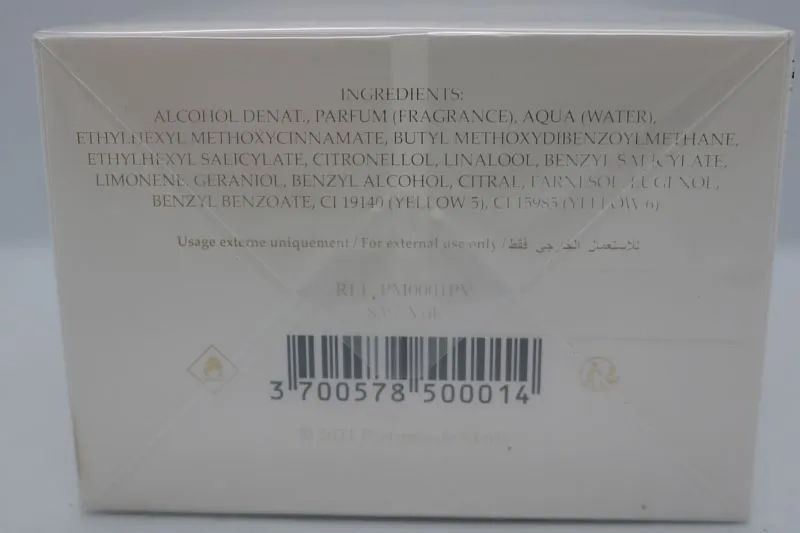 INGREDIENTS:
ALCOHOL DENAT., PARFUM (FRAGRANCE), AQUA (WATER),
ETHYLHEXYL METHOXYCINNAMATE, BUTYL METHOXYDIBENZOYLMETHANE,
ETHYLHEXYL SALICYLATE, CITRONELLOL, LINALOOL, BENZYL SALICYLATE,
LIMONENE, GERANIOL, BENZYL ALCOHOL, CITRAL, FARNESOL, EUGENOL,
BENZYL BENZOATE, CI 19140 (YELLOW 5), CI 15985 (YELLOW 6)
Usage externe uniquement / For external use only / للاستعمال الخارجي فقط
REF. PM0001PV
3 700578 500014